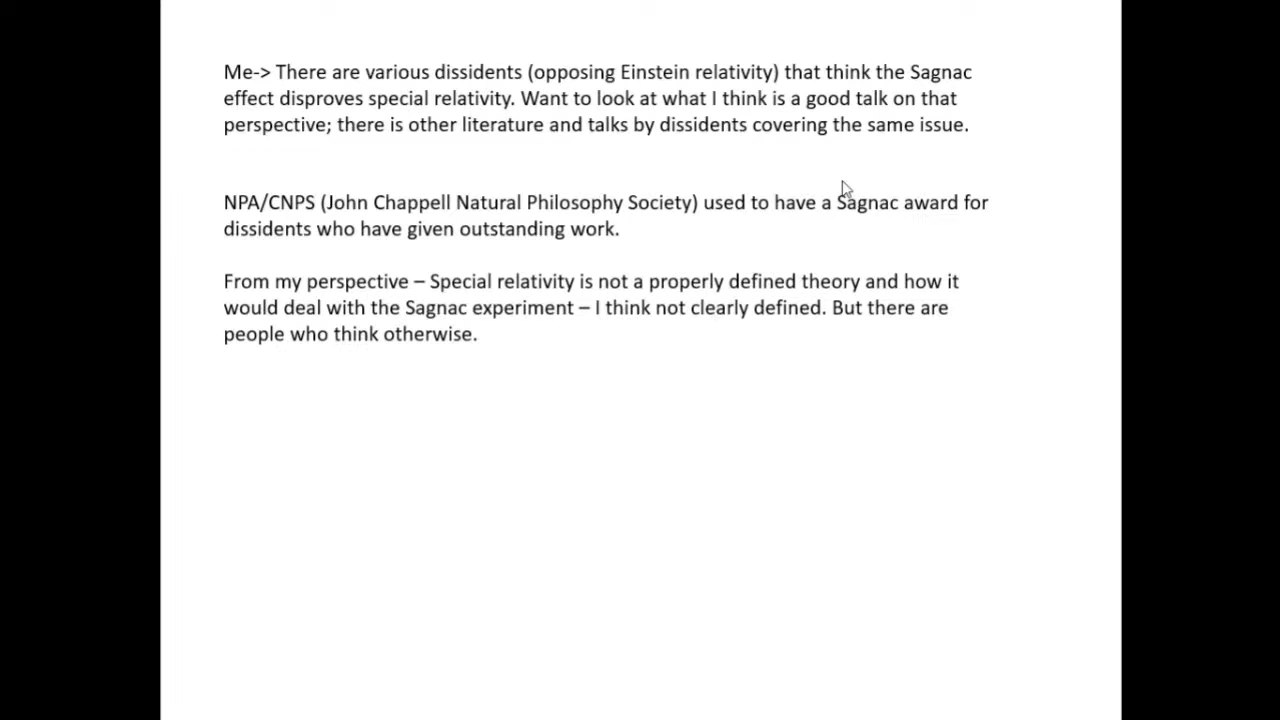 Me-> There are various dissidents (opposing Einstein relativity) that think the Sagnac
effect disproves special relativity. Want to look at what I think is a good talk on that
perspective; there is other literature and talks by dissidents covering the same issue.
NPA/CNPS (John Chappell Natural Philosophy Society) used to have a Sagnac award for
dissidents who have given outstanding work.
From my perspective – Special relativity is not a properly defined theory and how it
would deal with the Sagnac experiment – I think not clearly defined. But there are
people who think otherwise.